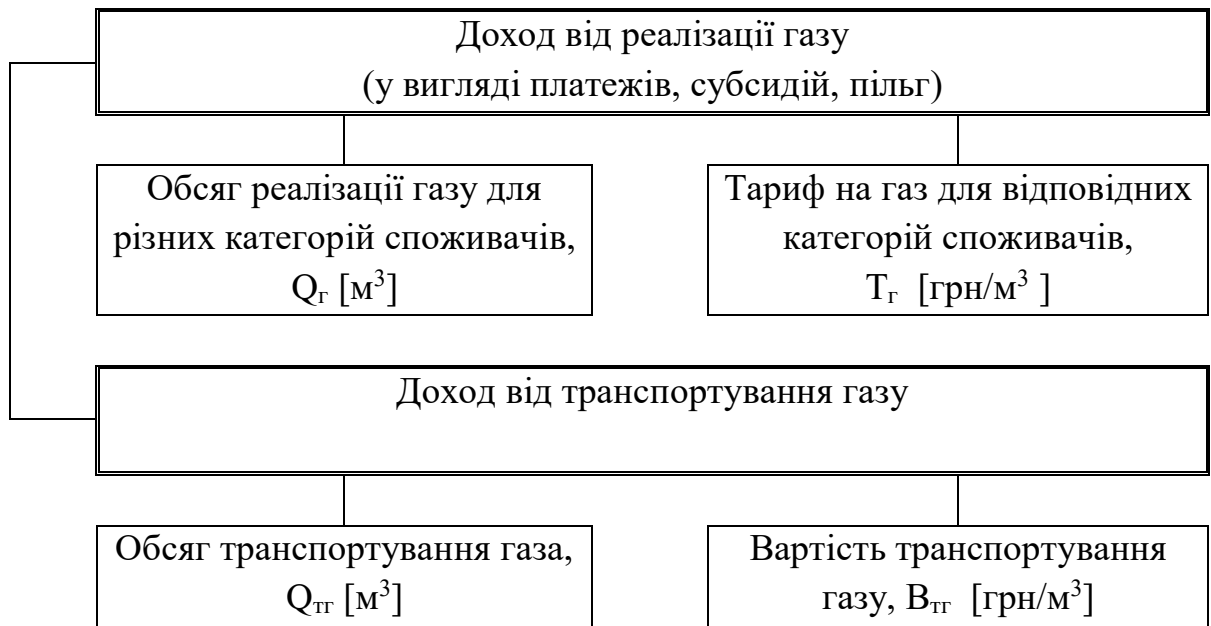 Доход від реалізації газу
(у вигляді платежів, субсидій, пільг)
Обсяг реалізації газу для
різних категорій споживачів,
Qг [м³]
Тариф на газ для відповідних
категорій споживачів,
Тг [грн/м³ ]
Доход від транспортування газу
Обсяг транспортування газа,
Qтг [м³]
Вартість транспортування
газу, Втг [грн/м³]